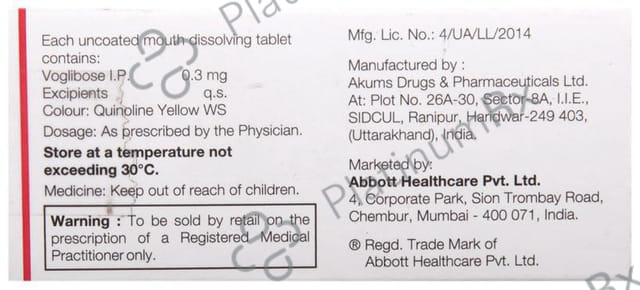 Each uncoated mouth dissolving tablet
contains:
Voglibose I.P. 0.3 mg
Excipients q.s.
Colour: Quinoline Yellow WS
Dosage: As prescribed by the Physician.
Store at a temperature not
exceeding 30°C.
Medicine: Keep out of reach of children.
Warning : To be sold by retail on the
prescription of a Registered Medical
Practitioner only.
Mfg. Lic. No.: 4/UA/LL/2014
Manufactured by :
Akums Drugs & Pharmaceuticals Ltd.
At: Plot No. 26A-30, Sector-8A, I.I.E.,
SIDCUL, Ranipur, Haridwar-249 403,
(Uttarakhand), India.
Marketed by:
Abbott Healthcare Pvt. Ltd.
4, Corporate Park, Sion Trombay Road,
Chembur, Mumbai - 400 071, India.
® Regd. Trade Mark of
Abbott Healthcare Pvt. Ltd.
PlatinumRx